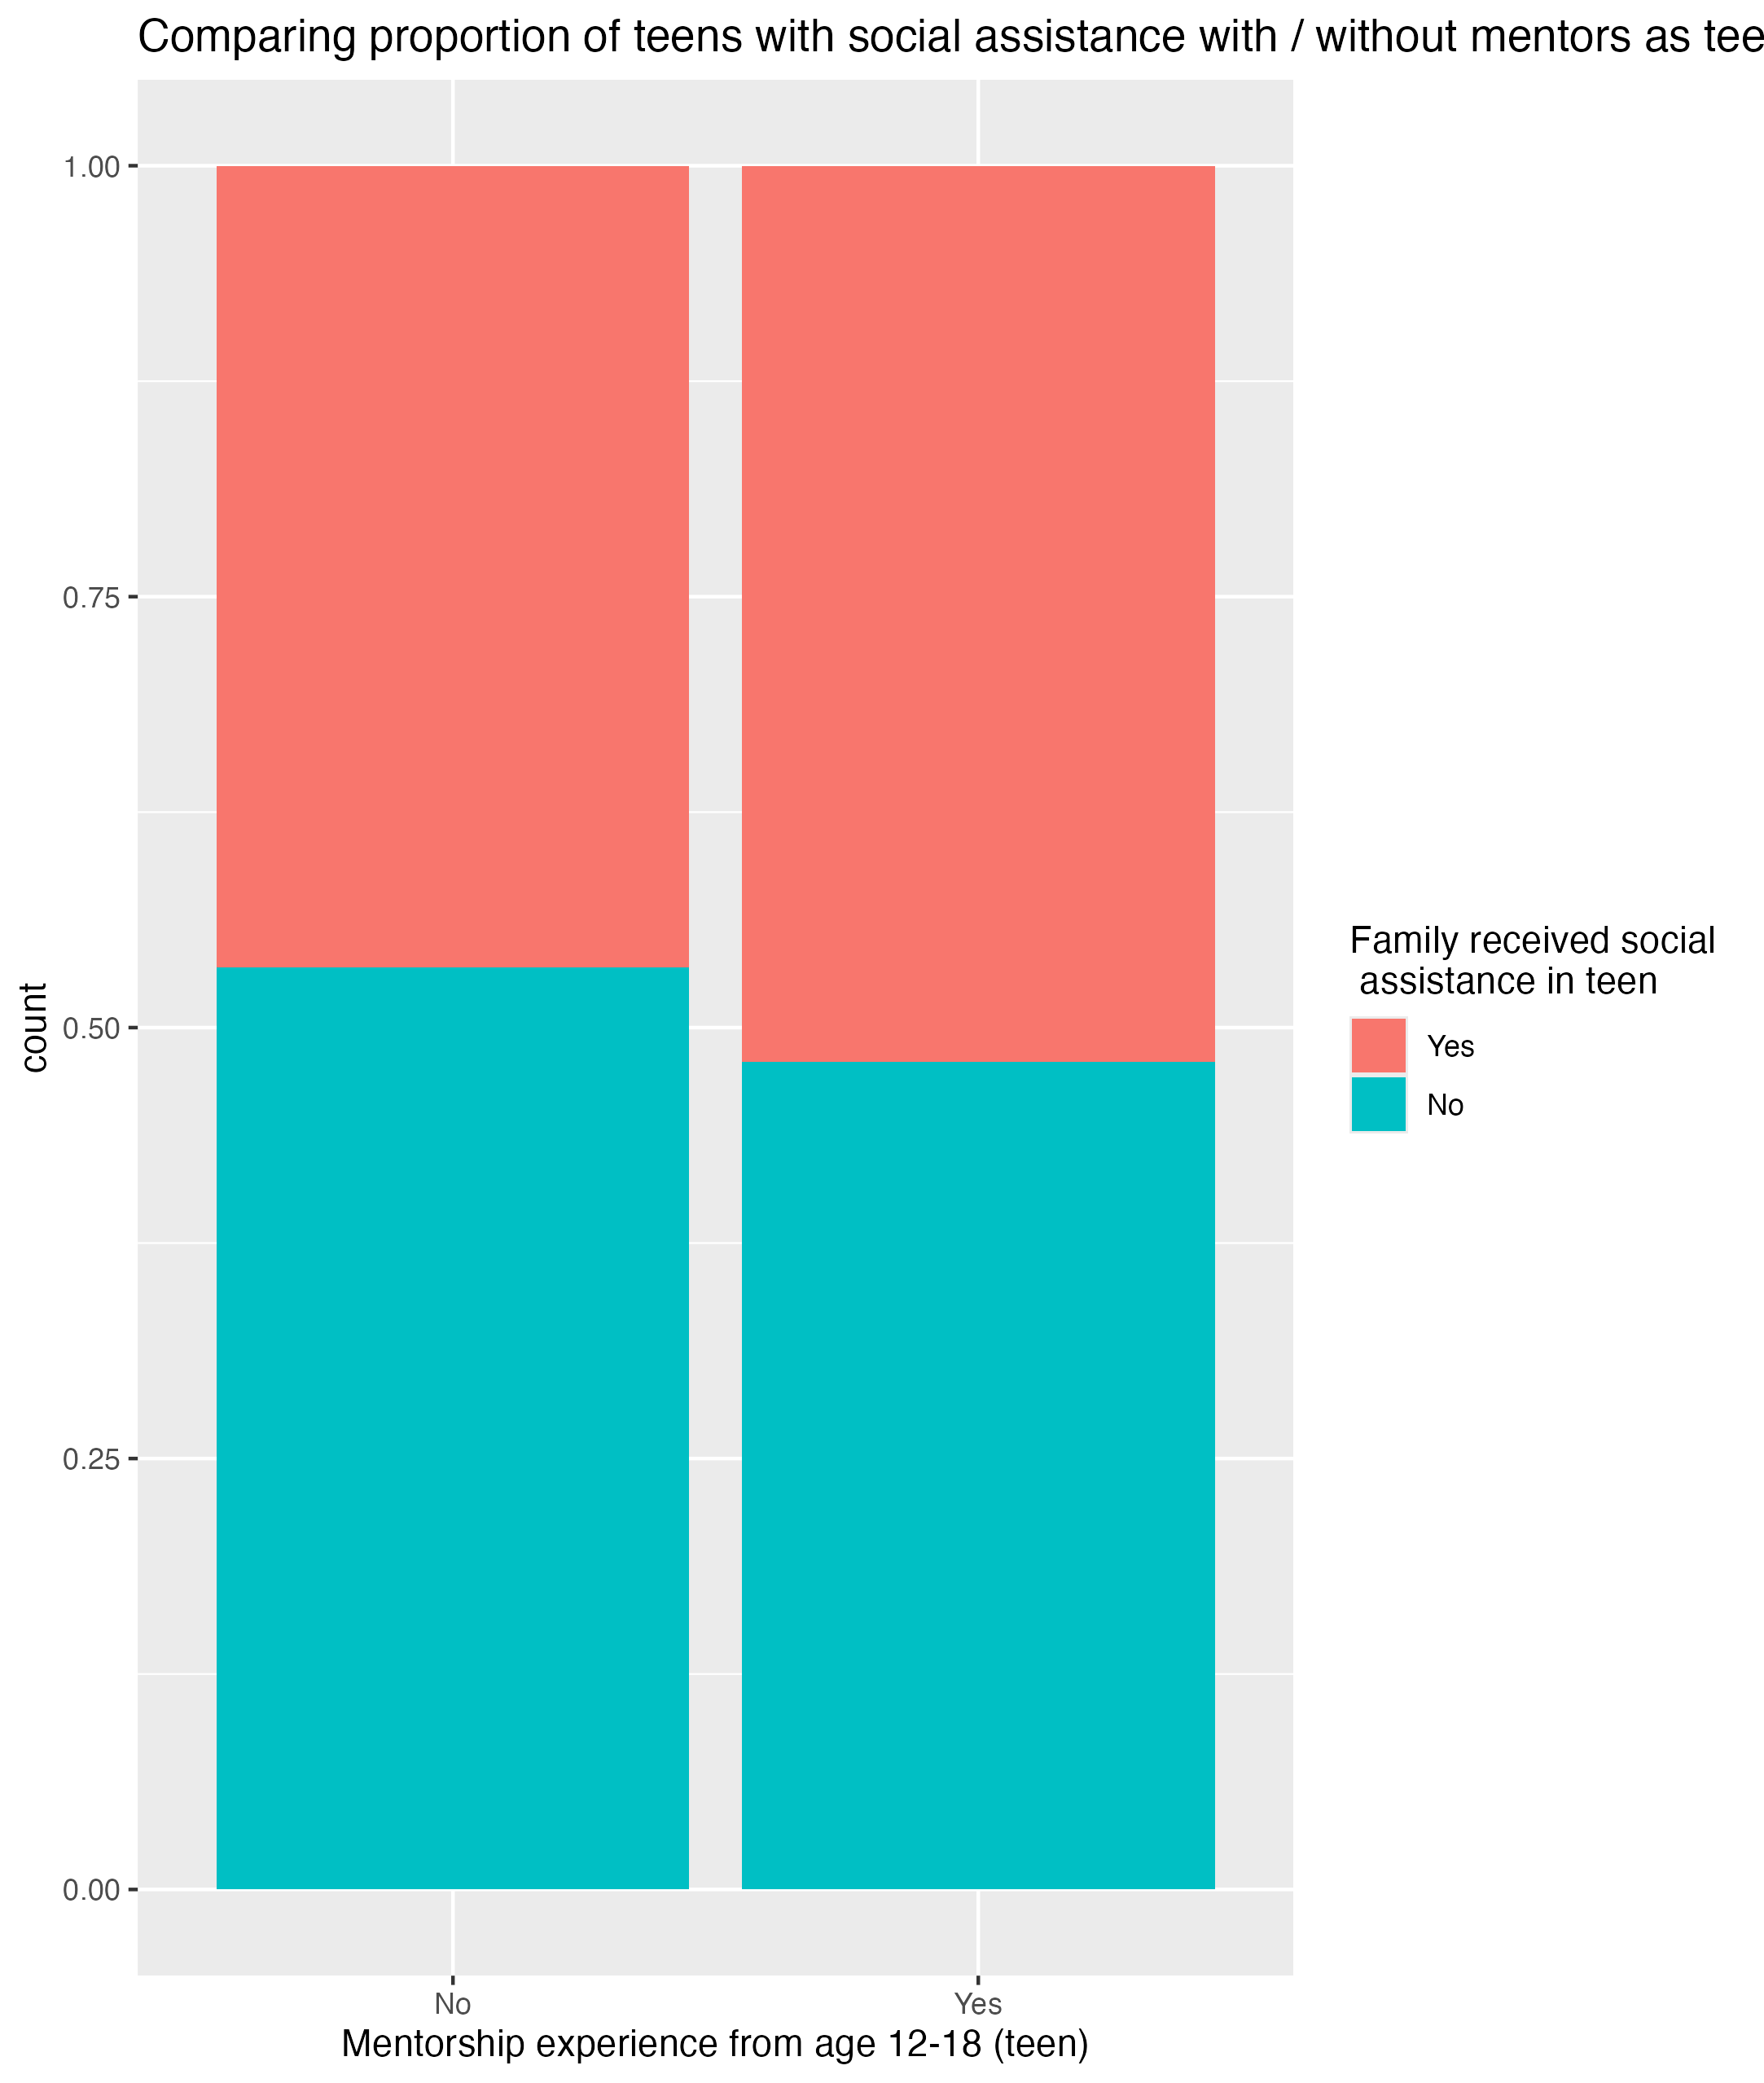 Comparing proportion of teens with social assistance with / without mentors as tee
1.00
0.75
0.50
0.25
0.00
count
No
Yes
Mentorship experience from age 12-18 (teen)
Family received social
assistance in teen
Yes
No